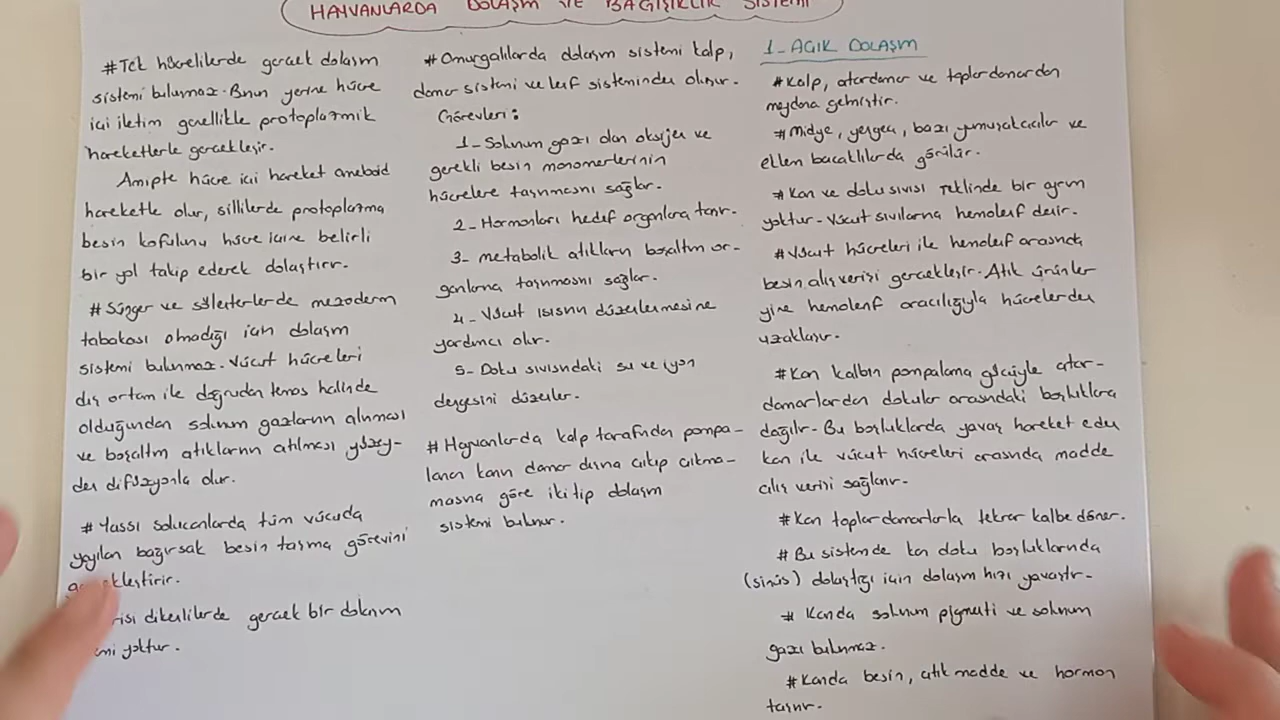 HAYVANLARDA DOLAŞIM VE BAĞIŞIKLIK SİSTEMİ
#Tek hücrelilerde gerçek dolaşım
sistemi bulunmaz. Bunun yerine hücre
içi iletim genellikle protoplazmik
hareketlerle gerçekleşir.
Amipte hücre içi hareket ameboid
hareketle olur, sillilerde protoplazma
besin kofulunu hücre içine belirli
bir yol takip ederek dolaştırır.
#Sünger ve sölenterlerde mezoderm
tabakası olmadığı için dolaşım
sistemi bulunmaz. Vücut hücreleri
dış ortam ile doğrudan temas halinde
olduğundan solunum gazlarının alınması
ve boşaltım atıklarının atılması yüzey-
den difüzyonla olur.
#Yassı solucanlarda tüm vücuda
yayılan bağırsak besin taşıma görevini
dikenlilerde gerçek bir dolaşım
yoktur.
#Omurgalılarda dolaşım sistemi kalp,
damar sistemi ve lenf sisteminden oluşur.
Görevleri:
1- Solunum gazı olan oksijen ve
gerekli besin monomerlerinin
hücrelere taşınmasını sağlar.
2- Hormonları hedef organlara taşır.
3- metabolik atıkların boşaltım or-
ganlarına taşınmasını sağlar.
4- Vücut ısısının düzenlenmesine
yardımcı olur.
5- Doku sıvısındaki su ve iyon
dengesini düzenler.
#Hayvanlarda kalp tarafından pompa-
lanan kanın damar dışına çıkıp çıkma-
masına göre iki tip dolaşım
sistemi bulunur.
1- AÇIK DOLAŞIM
#Kalp, atardamar ve toplardamardan
meydana gelmiştir.
#Midye, yengeç, bazı yumuşakçalar ve
eklem bacaklılarda görülür.
#Kan ve doku sıvısı şeklinde bir ayrım
yoktur. Vücut sıvılarına hemolenf denir.
#Vücut hücreleri ile hemolenf arasında
besin alış verişi gerçekleşir. Atık ürünler
yine hemolenf aracılığıyla hücrelerden
uzaklaşır.
#Kan kalbin pompalama gücüyle atar-
damarlardan dokular arasındaki boşluklara
dağılır. Bu boşluklarda yavaş hareket eden
kan ile vücut hücreleri arasında madde
alış verişi sağlanır.
#Kan toplardamarlarla tekrar kalbe döner.
#Bu sistemde kan doku boşluklarında
(sinüs) dolaştığı için dolaşım hızı yavaştır.
#Kanda solunum pigmenti ve solunum
gazı bulunmaz.
#Kanda besin, atık madde ve hormon
taşınır.